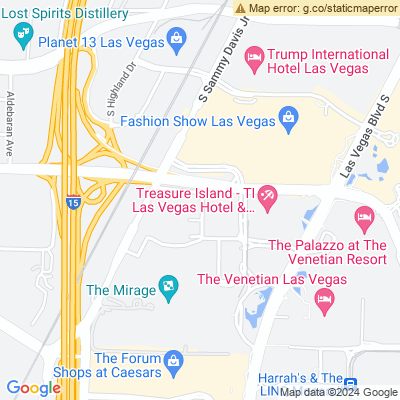 Map error: g.co/staticmaperror
Lost Spirits Distillery
Planet 13 Las Vegas
S Highland Dr
S Sammy Davis Jr
Trump International
Hotel Las Vegas
Aldebaran Ave
Fashion Show Las Vegas
Las Vegas Blvd S
15
Treasure Island - TI
Las Vegas Hotel &...
The Palazzo at The
Venetian Resort
The Venetian Las Vegas
The Mirage
The Forum
Shops at Caesars
Harrah's & The
Google
Map data ©2024 Google